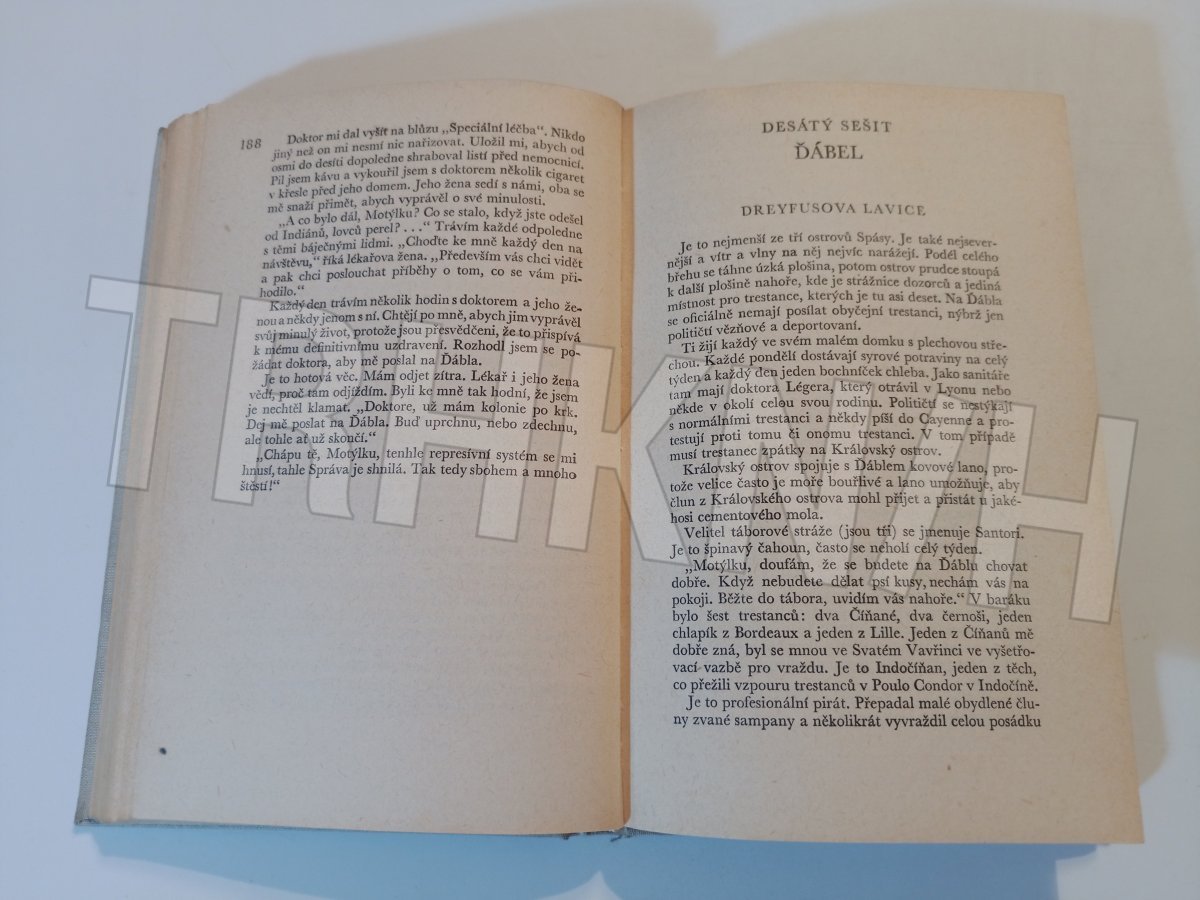 188
Doktor mi dal vyšít na blůzu „Speciální léčba“. Nikdo
jiný než on mi nesmí nic nařizovat. Uložil mi, abych od
osmi do desíti dopoledne shraboval listí před nemocnicí.
Pil jsem kávu a vykouřil jsem s doktorem několik cigaret
v křesle před jeho domem. Jeho žena sedí s námi, oba se
mě snaží přimět, abych vyprávěl o své minulosti.
„A co bylo dál, Motýlku? Co se stalo, když jste odešel
od Indiánů, lovců perel? . . .“ Trávím každé odpoledne
s těmi báječnými lidmi. „Choďte ke mně každý den na
návštěvu,“ říká lékařova žena. „Především vás chci vidět
a pak chci poslouchat příběhy o tom, co se vám při-
hodilo.“
Každý den trávím několik hodin s doktorem a jeho že-
nou a někdy jenom s ní. Chtějí po mně, abych jim vyprávěl
svůj minulý život, protože jsou přesvědčeni, že to přispívá
k mému definitivnímu uzdravení. Rozhodl jsem se po-
žádat doktora, aby mě poslal na Ďábla.
Je to hotová věc. Mám odjet zítra. Lékař i jeho žena
vědí, proč tam odjíždím. Byli ke mně tak hodní, že jsem
je nechtěl klamat. „Doktore, už mám kolonie po krk.
Dej mě poslat na Ďábla. Buď uprchnu, nebo zdechnu,
ale tohle ať už skončí.“
„Chápu tě, Motýlku, tenhle represívní systém se mi
hnusí, tahle Správa je shnilá. Tak tedy sbohem a mnoho
štěstí!“
DESÁTÝ SEŠIT
ĎÁBEL
DREYFUSOVA LAVICE
Je to nejmenší ze tří ostrovů Spásy. Je také nejsever-
nější a vítr a vlny na něj nejvíc narážejí. Podél celého
břehu se táhne úzká plošina, potom ostrov prudce stoupá
k další plošině nahoře, kde je strážnice dozorců a jediná
místnost pro trestance, kterých je tu asi deset. Na Ďábla
se oficiálně nemají posílat obyčejní trestanci, nýbrž jen
političtí vězňové a deportovaní.
Ti žijí každý ve svém malém domku s plechovou stře-
chou. Každé pondělí dostávají syrové potraviny na celý
týden a každý den jeden bochníček chleba. Jako sanitáře
tam mají doktora Légera, který otrávil v Lyonu nebo
někde v okolí celou svou rodinu. Političtí se nestýkají
s normálními trestanci a někdy píší do Cayenne a pro-
testují proti tomu či onomu trestanci. V tom případě
musí trestanec zpátky na Královský ostrov.
Královský ostrov spojuje s Ďáblem kovové lano, pro-
tože velice často je moře bouřlivé a lano umožňuje, aby
člun z Královského ostrova mohl přijet a přistát u jaké-
hosi cementového mola.
Velitel táborové stráže (jsou tři) se jmenuje Santori.
Je to špinavý čahoun, často se neholí celý týden.
„Motýlku, doufám, že se budete na Ďáblu chovat
dobře. Když nebudete dělat psí kusy, nechám vás na
pokoji. Běžte do tábora, uvidím vás nahoře.“ V baráku
bylo šest trestanců: dva Číňané, dva černoši, jeden
chlapík z Bordeaux a jeden z Lille. Jeden z Číňanů mě
dobře zná, byl se mnou ve Svatém Vavřinci ve vyšetřo-
vací vazbě pro vraždu. Je to Indočíňan, jeden z těch,
co přežili vzpouru trestanců v Poulo Condor v Indočíně.
Je to profesionální pirát. Přepadal malé obydlené člu-
ny zvané sampany a několikrát vyvraždil celou posádku
TRHKNIH